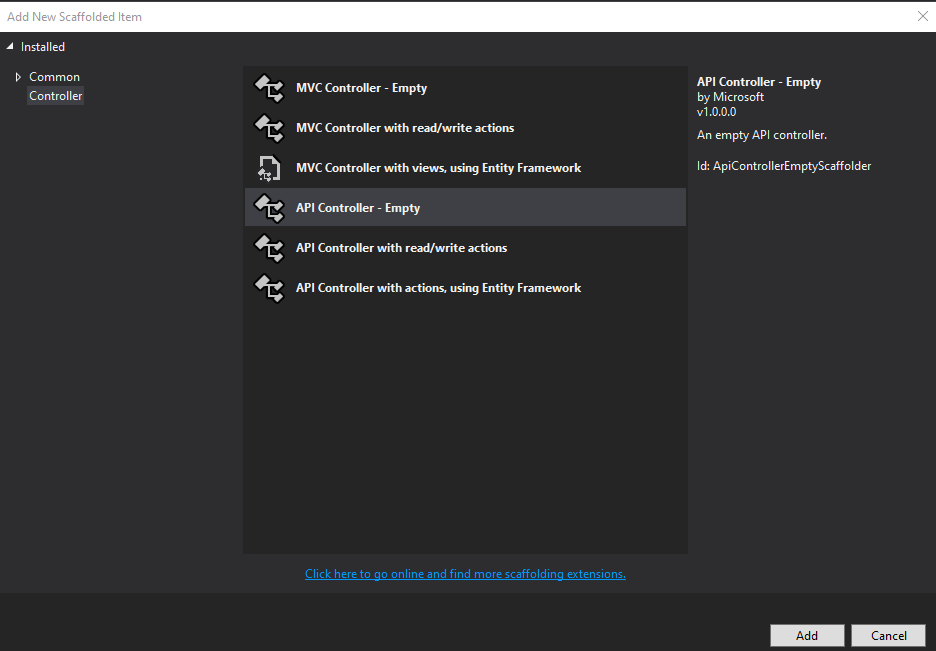 Add New Scaffolded Item
Installed
Common
Controller
MVC Controller - Empty
MVC Controller with read/write actions
MVC Controller with views, using Entity Framework
API Controller - Empty
API Controller with read/write actions
API Controller with actions, using Entity Framework
Click here to go online and find more scaffolding extensions.
API Controller - Empty
by Microsoft
v1.0.0.0
An empty API controller.
Id: ApiControllerEmptyScaffolder
Add
Cancel